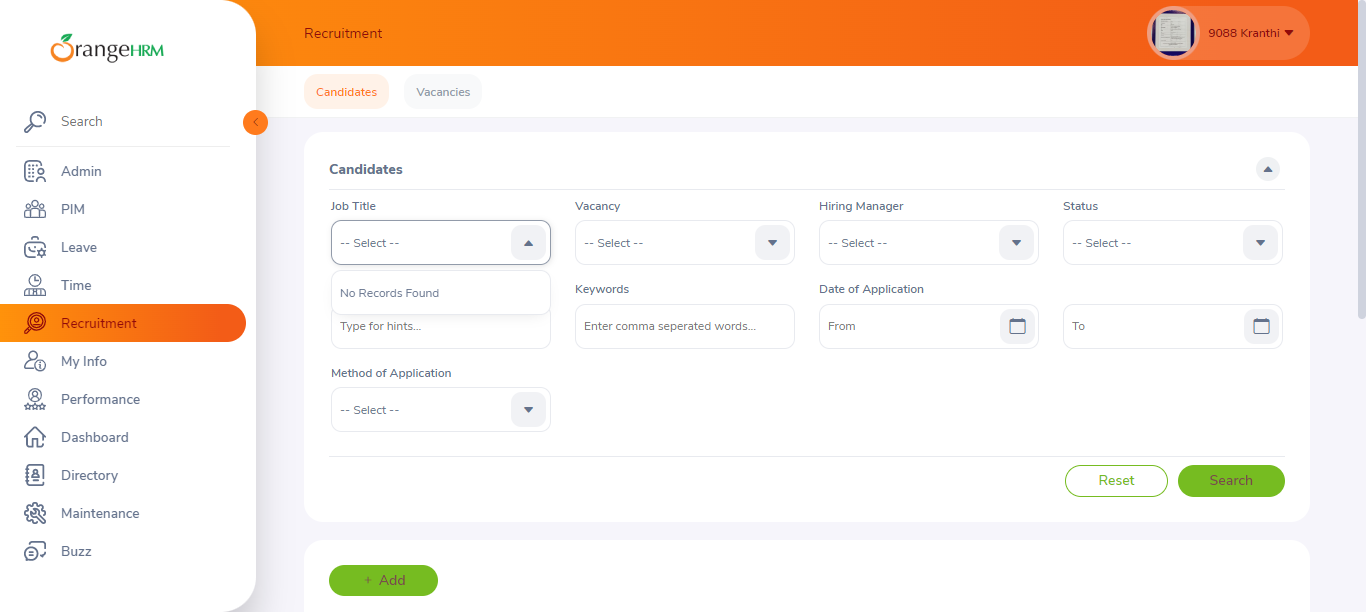 OrangeHRM
Recruitment
9088 Kranthi
Candidates
Vacancies
Search
Admin
PIM
Leave
Time
Recruitment
My Info
Performance
Dashboard
Directory
Maintenance
Buzz
Candidates
Job Title
Vacancy
Hiring Manager
Status
-- Select --
-- Select --
-- Select --
-- Select --
No Records Found
Keywords
Date of Application
Type for hints...
Enter comma seperated words...
From
To
Method of Application
-- Select --
Reset
Search
+ Add